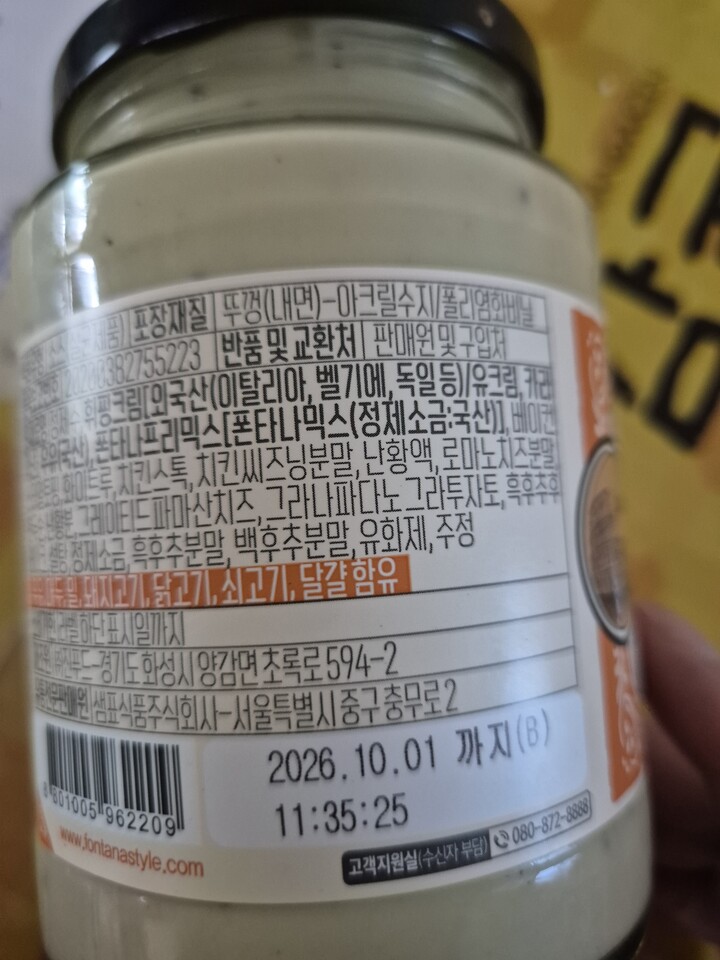 포장재질 뚜껑(내면)-아크릴수지/폴리염화비닐
반품 및 교환처 판매원 및 구입처
휘핑크림[외국산(이탈리아, 벨기에, 독일 등)/유크림, 카라
폰타나프리믹스[폰타나믹스(정제소금:국산)], 베이컨
화이트루, 치킨스톡, 치킨씨즈닝분말, 난황액, 로마노치즈분말,
그레이티드파마산치즈, 그라나파다노그라투자토, 흑후추
설탕, 정제소금, 흑후추분말, 백후추분말, 유화제, 주정
돼지고기, 닭고기, 쇠고기, 달걀 함유
하단 표시일까지
경기도 화성시 양감면 초록로 594-2
샘표식품주식회사-서울특별시 중구 충무로 2
2026.10.01 까지(B)
11:35:25
8 801005 962209
www.fontanastyle.com
고객지원실(수신자 부담) 080-872-8888